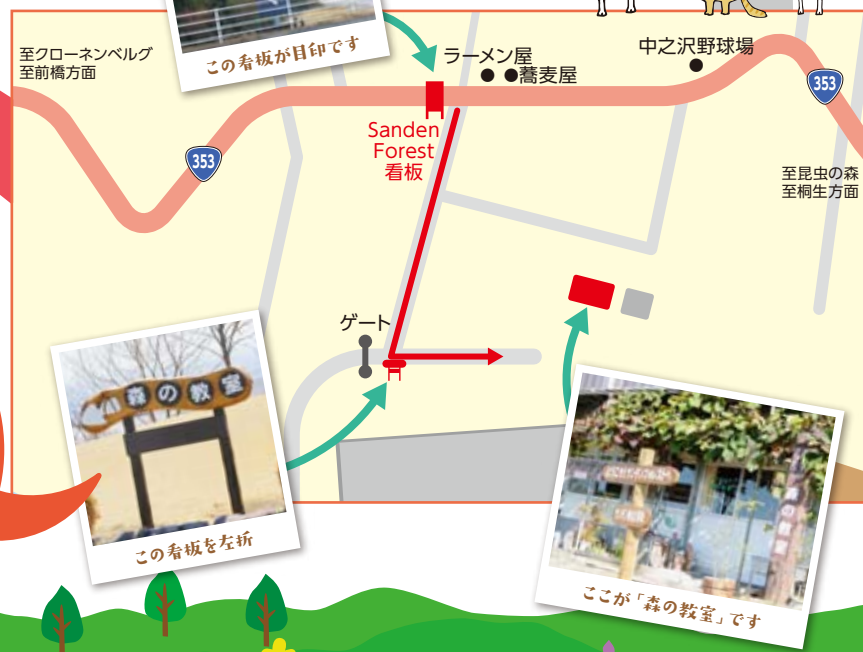 この看板が目印です
至クローネンベルグ
至前橋方面
ラーメン屋
蕎麦屋
中之沢野球場
353
353
Sanden
Forest
看板
至昆虫の森
至桐生方面
ゲート
森の教室
この看板を左折
森の教室
ここが「森の教室」です